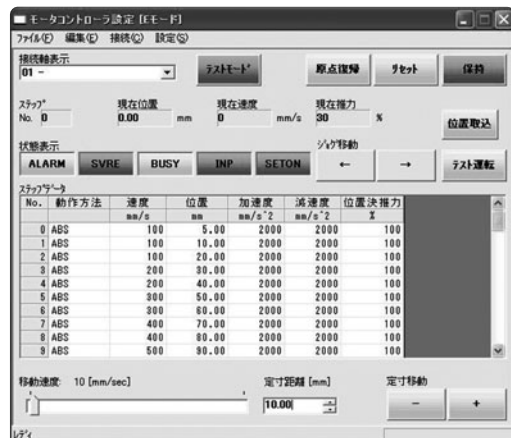 モータコントローラ設定 [Eモード]
ファイル(F) 編集(E) 接続(C) 設定(S)
接続軸表示
01 -
テストモード 原点復帰 リセット 保持
ステップ 現在位置 現在速度 現在推力
No. 0 0.00 mm 0 mm/s 30 % 位置取込
状態表示 ジョグ移動
ALARM SVRE BUSY INP SETON ← → テスト運転
ステップデータ
No. 動作方法 速度 位置 加速度 減速度 位置決推力
mm/s mm mm/s^2 mm/s^2 %
0 ABS 100 5.00 2000 2000 100
1 ABS 100 10.00 2000 2000 100
2 ABS 100 20.00 2000 2000 100
3 ABS 200 30.00 2000 2000 100
4 ABS 200 40.00 2000 2000 100
5 ABS 300 50.00 2000 2000 100
6 ABS 300 60.00 2000 2000 100
7 ABS 400 70.00 2000 2000 100
8 ABS 400 80.00 2000 2000 100
9 ABS 500 90.00 2000 2000 100
移動速度: 10 [mm/sec] 定寸距離 [mm] 定寸移動
10.00 - +
レディ